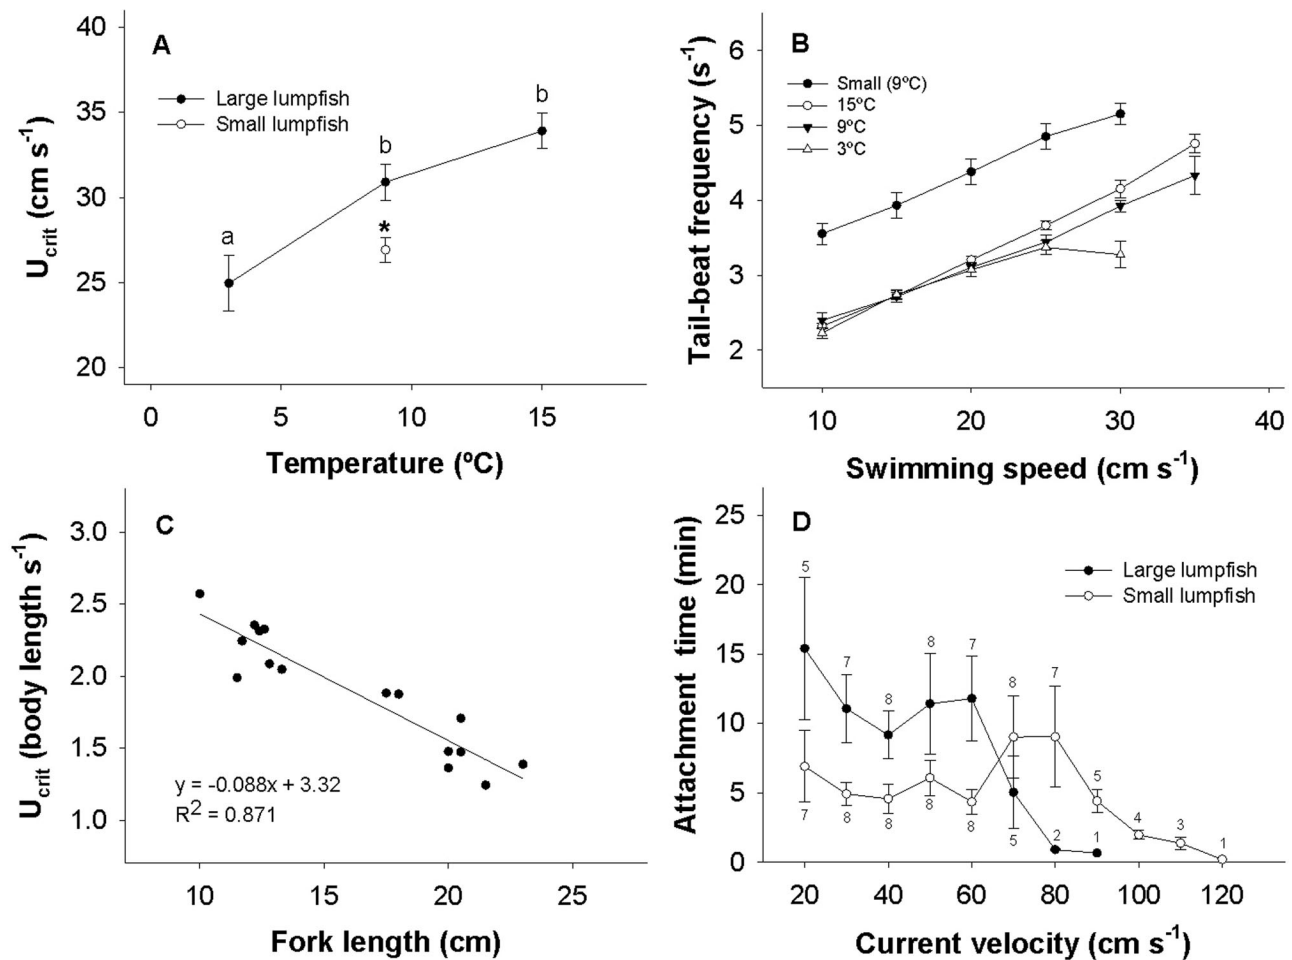 A
Large lumpfish
Small lumpfish
40
35
30
25
20
a
b
*
b
0
5
10
15
Temperature (ºC)
U_crit (cm s⁻¹)
B
Small (9ºC)
15ºC
9ºC
3ºC
6
5
4
3
2
10
20
30
40
Swimming speed (cm s⁻¹)
Tail-beat frequency (s⁻¹)
C
3.0
2.5
2.0
1.5
1.0
y = -0.088x + 3.32
R² = 0.871
10
15
20
25
Fork length (cm)
U_crit (body length s⁻¹)
D
Large lumpfish
Small lumpfish
25
20
15
10
5
0
5
7
8
8
7
5
2
1
7
8
8
8
8
8
7
5
4
3
1
20
40
60
80
100
120
Current velocity (cm s⁻¹)
Attachment time (min)